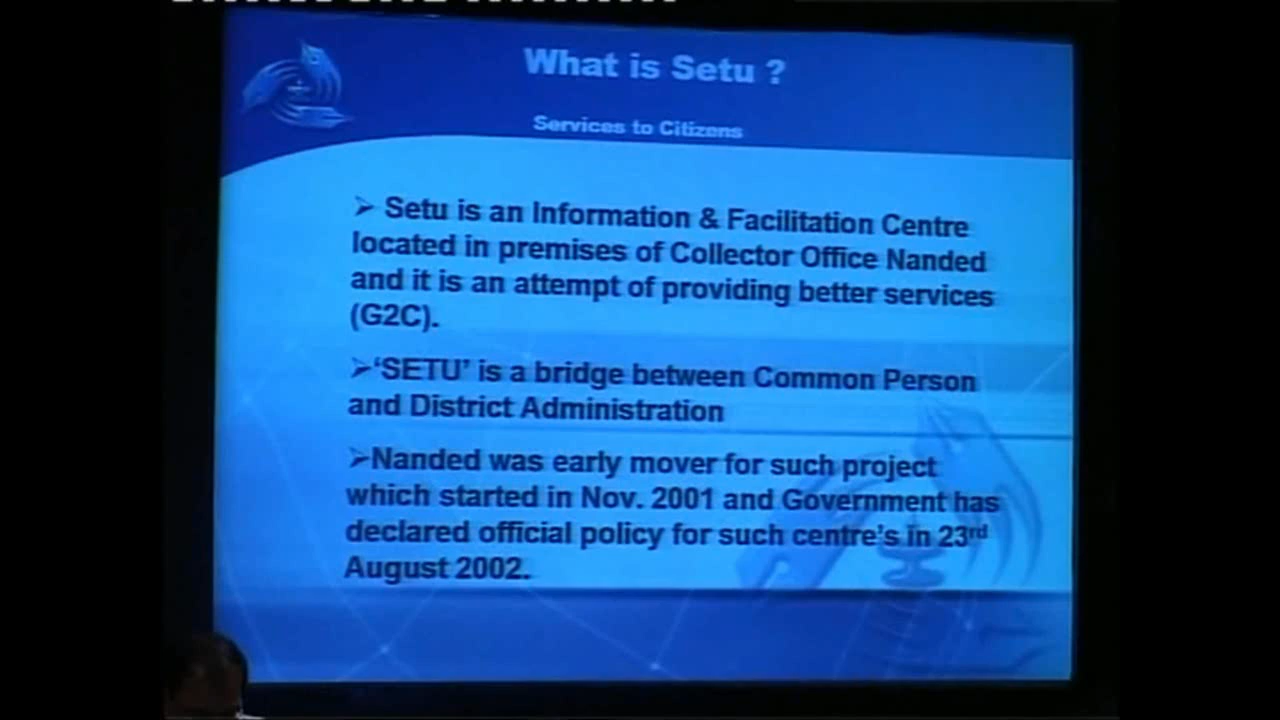 What is Setu ?
Services to Citizens
➢ Setu is an Information & Facilitation Centre
located in premises of Collector Office Nanded
and it is an attempt of providing better services
(G2C).
➢‘SETU’ is a bridge between Common Person
and District Administration
➢Nanded was early mover for such project
which started in Nov. 2001 and Government has
declared official policy for such centre’s in 23rd
August 2002.